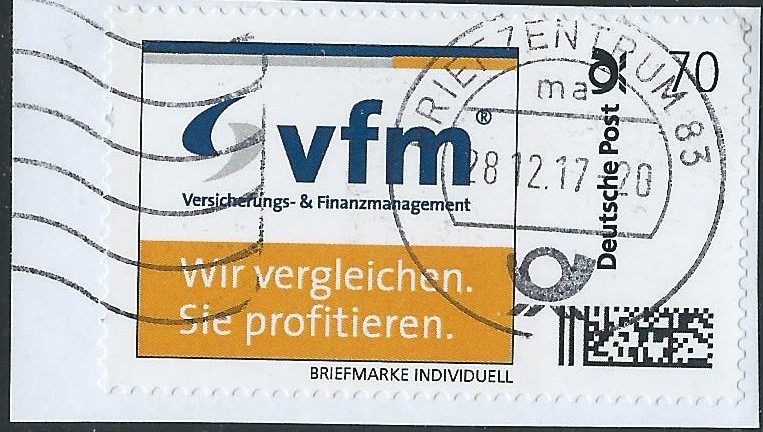 vfm®
Versicherungs- & Finanzmanagement
Wir vergleichen.
Sie profitieren.
BRIEFMARKE INDIVIDUELL
Deutsche Post
70
BRIEFZENTRUM 83
ma
28.12.17-20